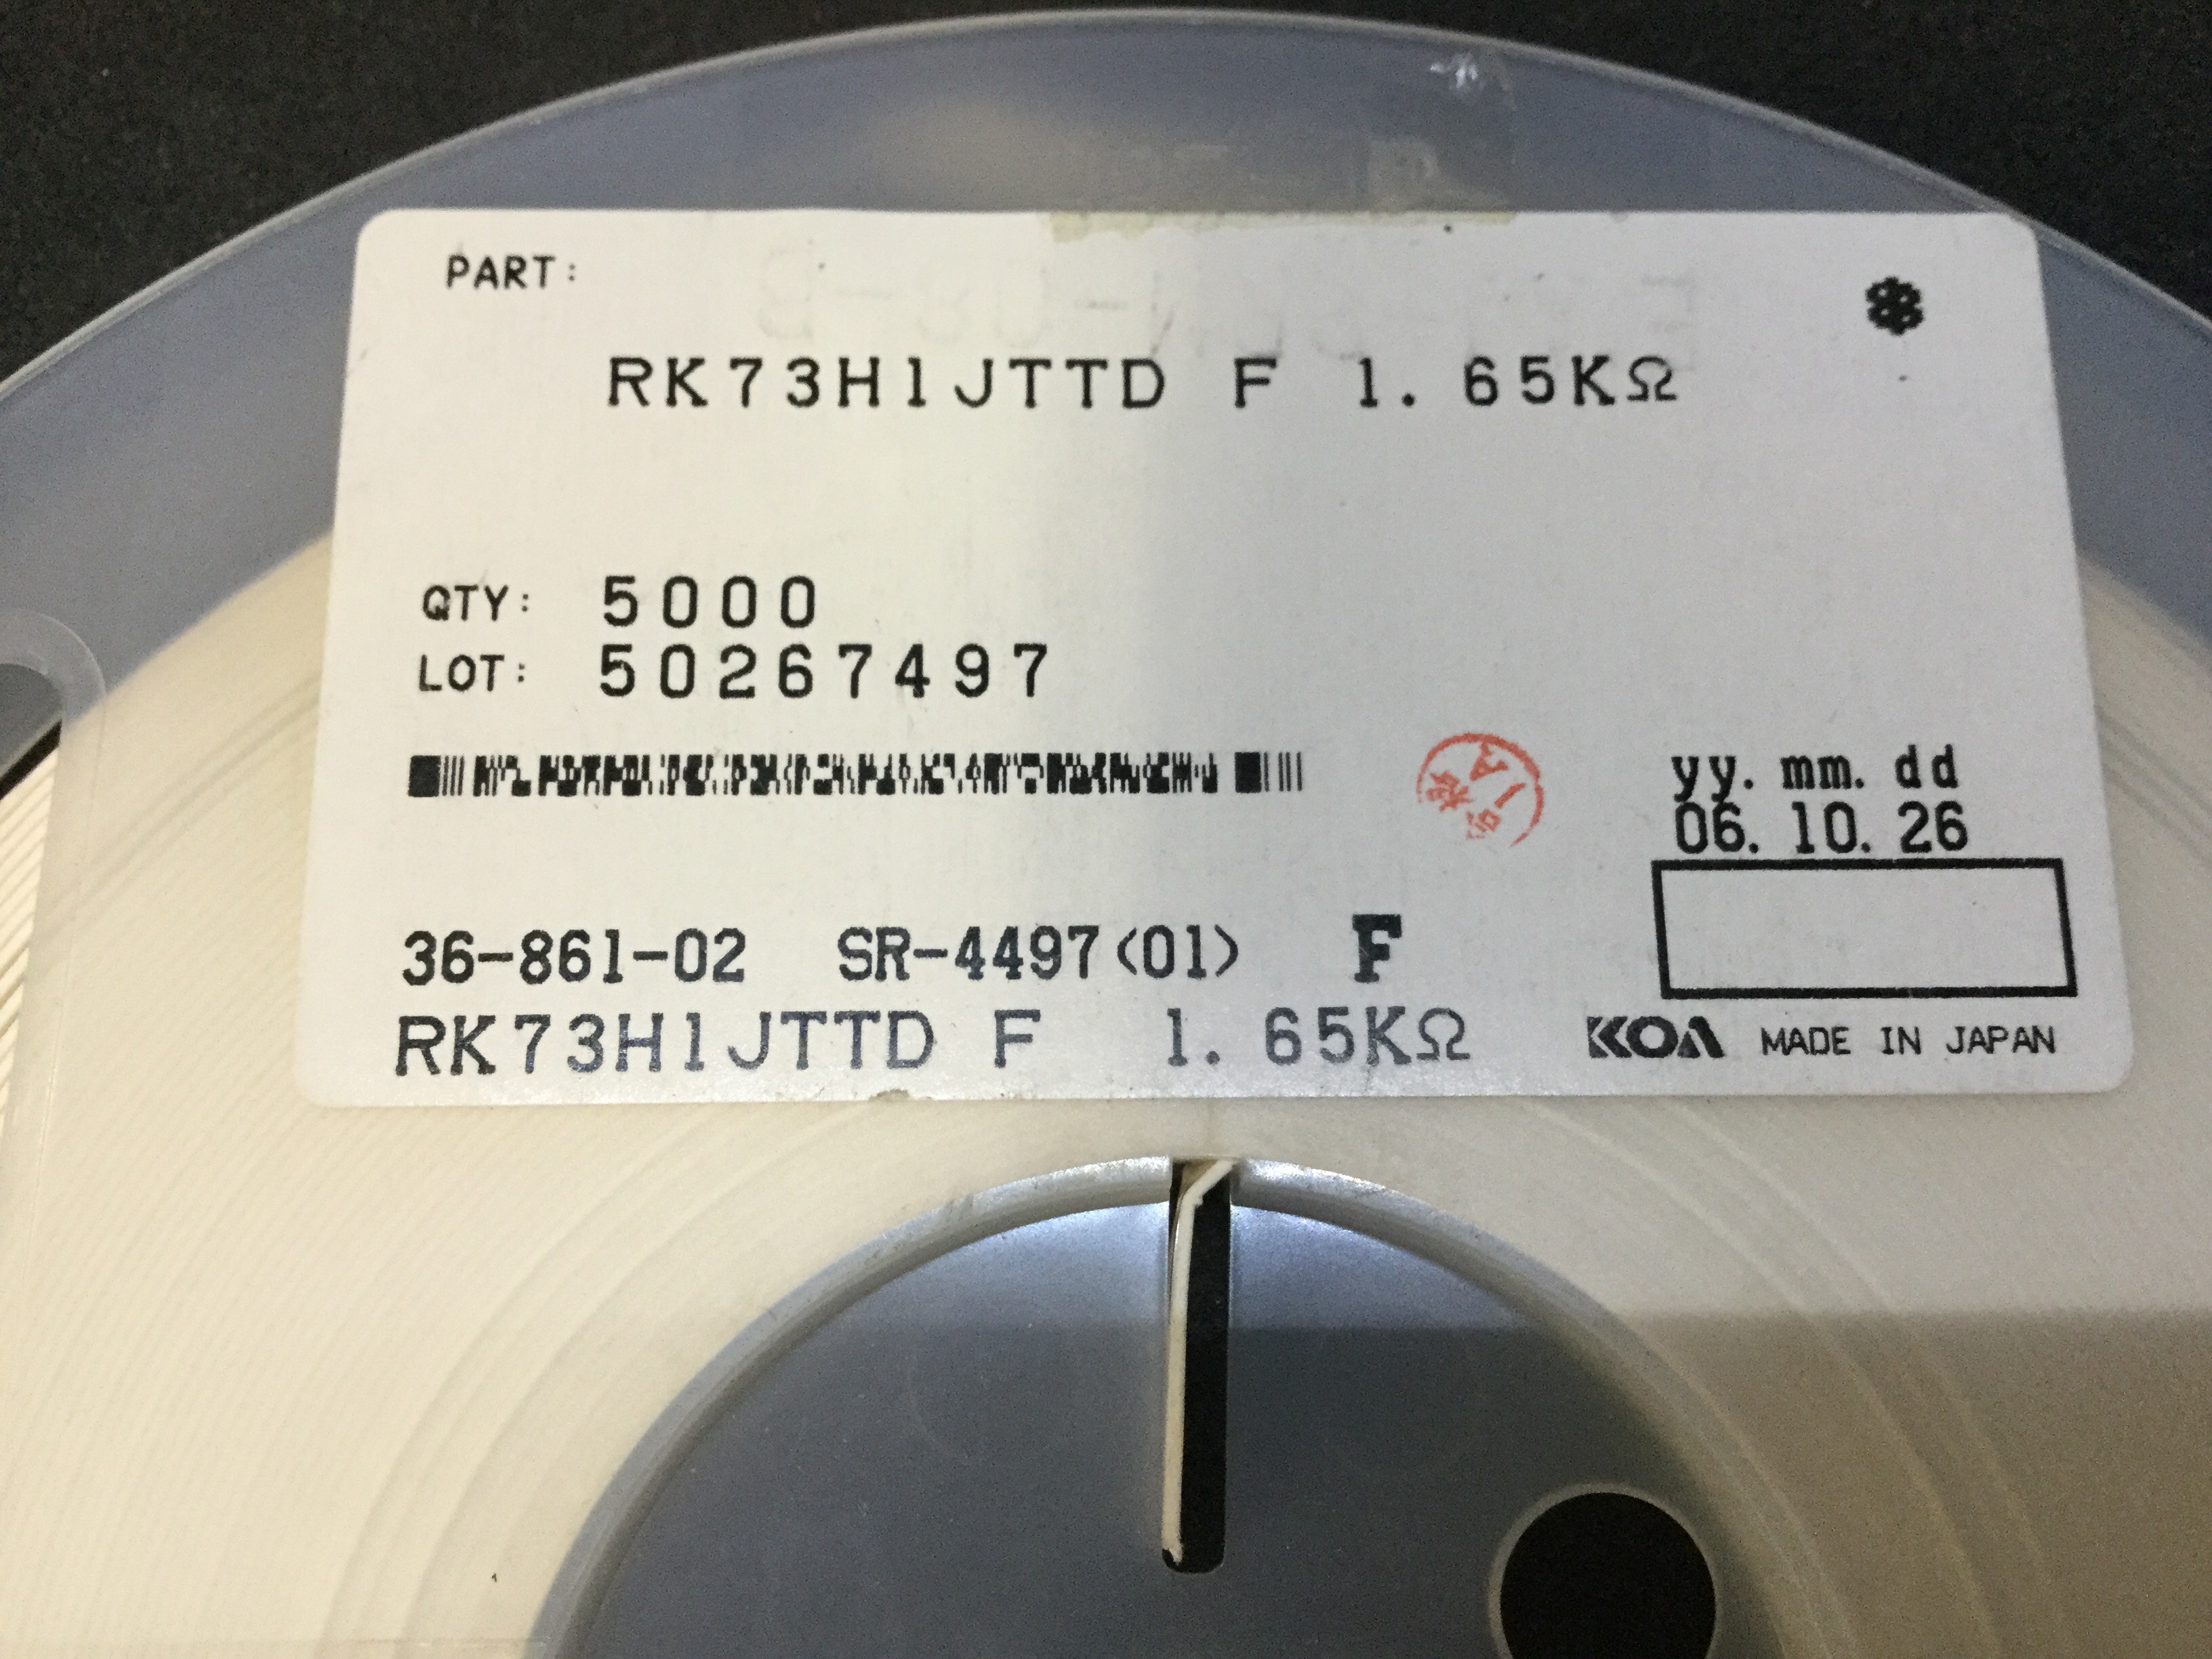 PART:
RK73H1JTTD F 1.65KΩ
QTY: 5000
LOT: 50267497
yy.mm.dd
06.10.26
36-861-02 SR-4497(01) F
RK73H1JTTD F 1.65KΩ
KOA MADE IN JAPAN